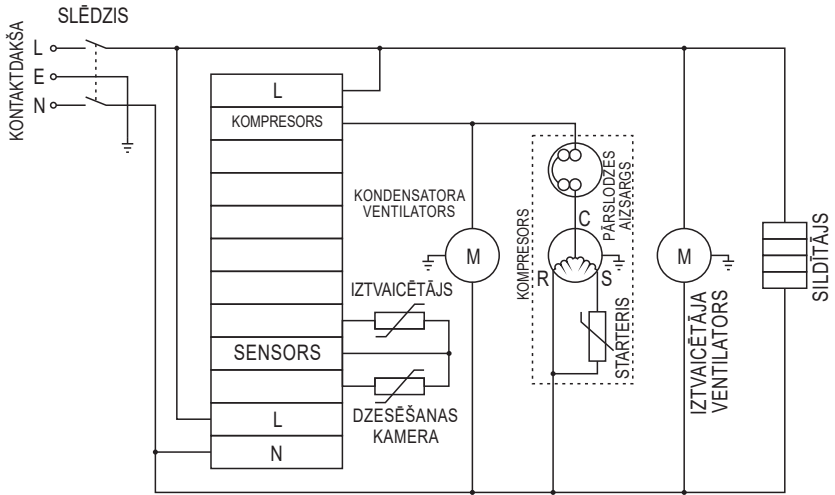 SLĒDZIS
KONTAKTDAKŠA
L
E
N
L
KOMPRESORS
KONDENSATORA
VENTILATORS
M
IZTVAICĒTĀJS
SENSORS
DZESĒŠANAS
KAMERA
L
N
KOMPRESORS
PĀRSLODZES
AIZSARGS
C
R
S
STARTERIS
M
IZTVAICĒTĀJA
VENTILATORS
SILDĪTĀJS